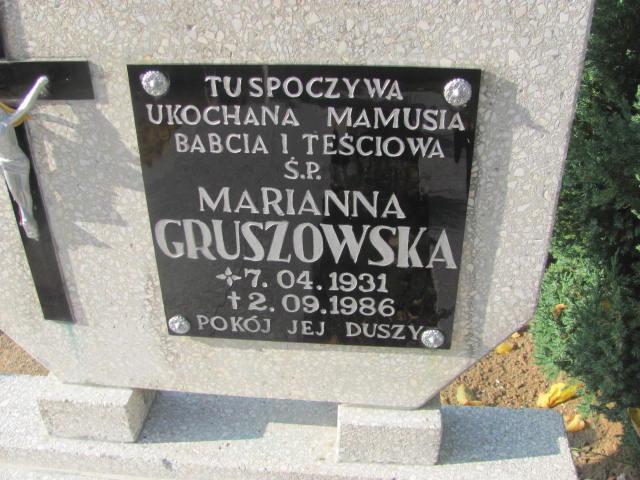 TU SPOCZYWA
UKOCHANA MAMUSIA
BABCIA I TEŚCIOWA
Ś.P.
MARIANNA
GRUSZOWSKA
7.04.1931
† 2.09.1986
POKÓJ JEJ DUSZY